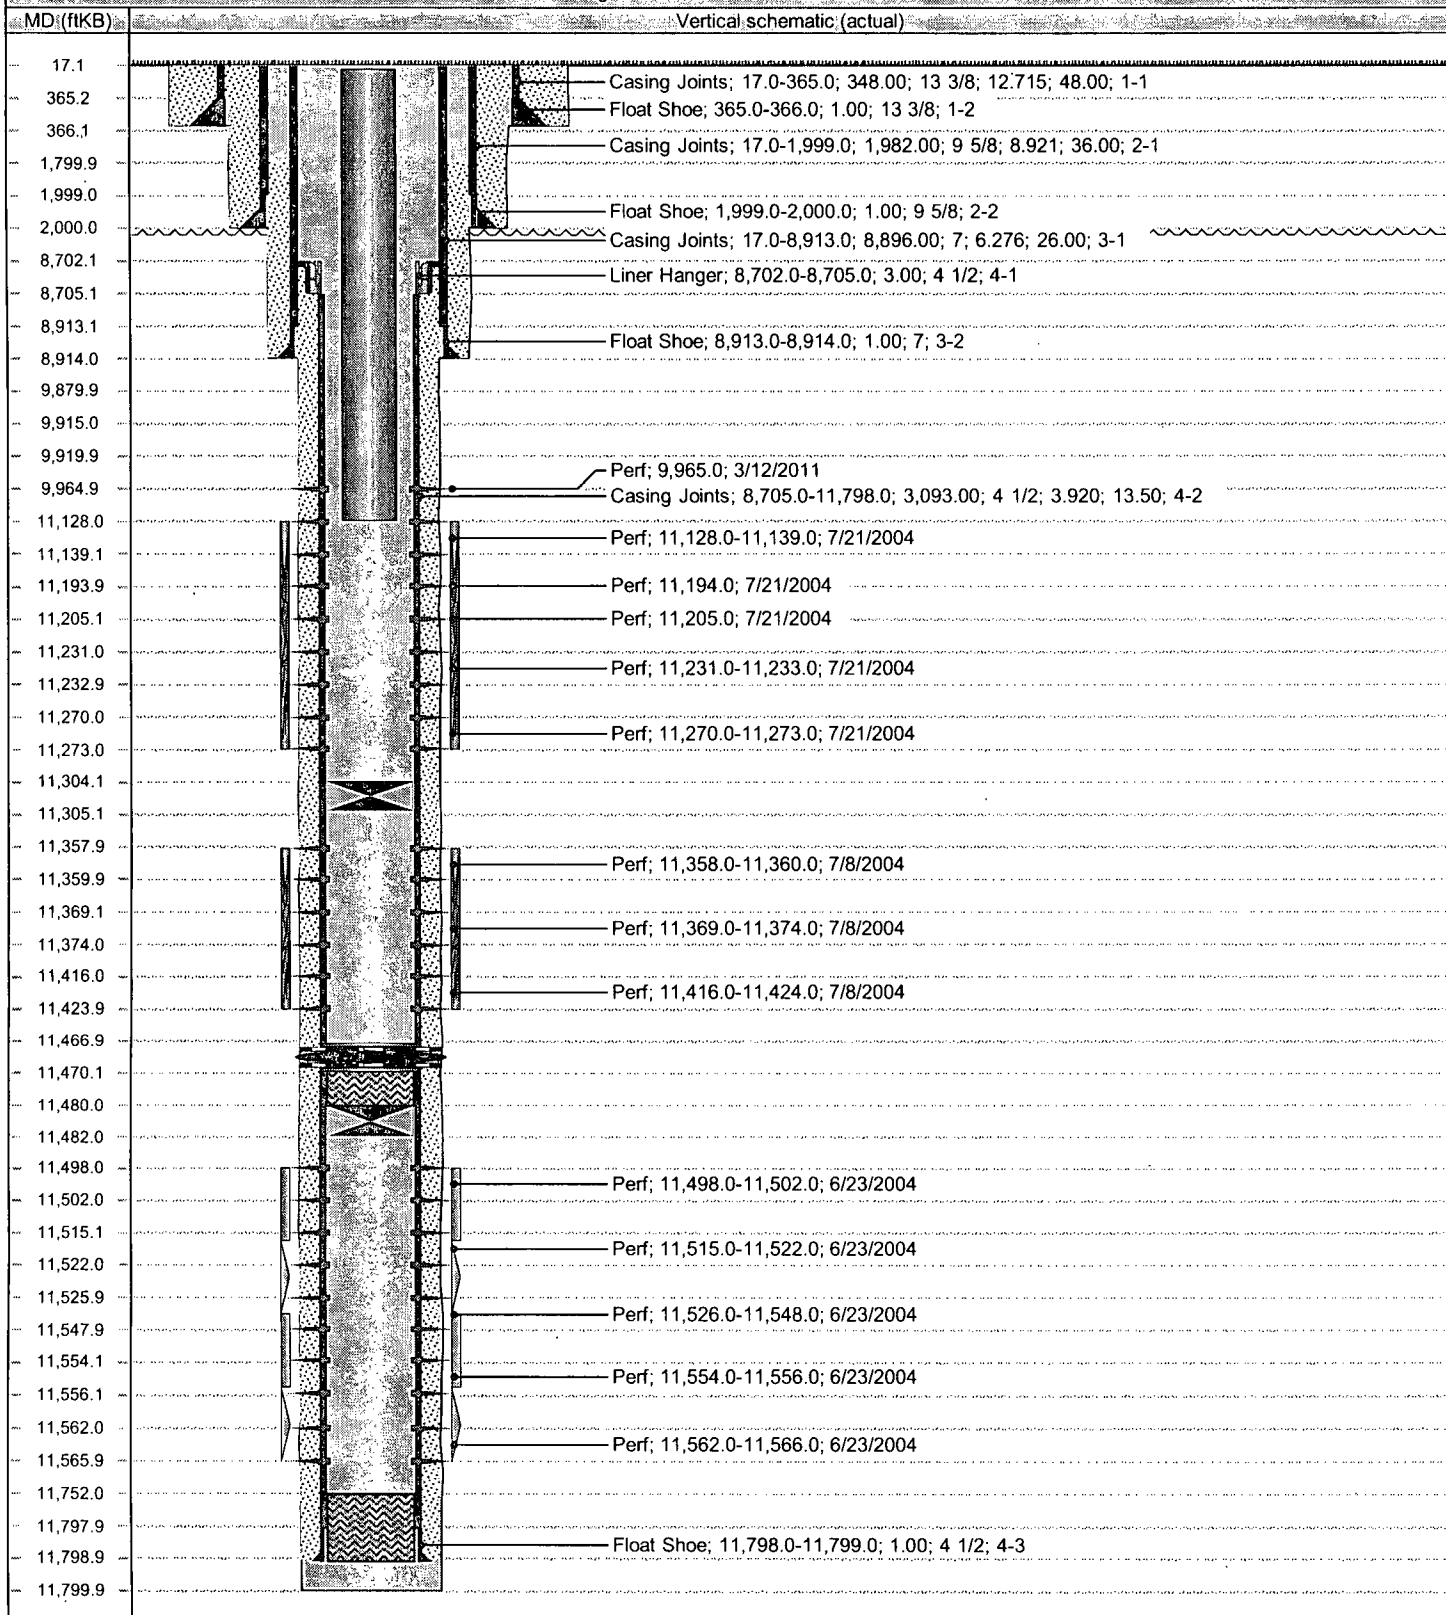 MD (ftKB) Vertical schematic (actual)
17.1
Casing Joints; 17.0-365.0; 348.00; 13 3/8; 12.715; 48.00; 1-1
365.2
Float Shoe; 365.0-366.0; 1.00; 13 3/8; 1-2
366.1
Casing Joints; 17.0-1,999.0; 1,982.00; 9 5/8; 8.921; 36.00; 2-1
1,799.9
1,999.0
Float Shoe; 1,999.0-2,000.0; 1.00; 9 5/8; 2-2
2,000.0
Casing Joints; 17.0-8,913.0; 8,896.00; 7; 6.276; 26.00; 3-1
8,702.1
Liner Hanger; 8,702.0-8,705.0; 3.00; 4 1/2; 4-1
8,705.1
8,913.1
Float Shoe; 8,913.0-8,914.0; 1.00; 7; 3-2
8,914.0
9,879.9
9,915.0
9,919.9
Perf; 9,965.0; 3/12/2011
9,964.9
Casing Joints; 8,705.0-11,798.0; 3,093.00; 4 1/2; 3.920; 13.50; 4-2
11,128.0
Perf; 11,128.0-11,139.0; 7/21/2004
11,139.1
11,193.9
Perf; 11,194.0; 7/21/2004
11,205.1
Perf; 11,205.0; 7/21/2004
11,231.0
Perf; 11,231.0-11,233.0; 7/21/2004
11,232.9
11,270.0
Perf; 11,270.0-11,273.0; 7/21/2004
11,273.0
11,304.1
11,305.1
11,357.9
Perf; 11,358.0-11,360.0; 7/8/2004
11,359.9
11,369.1
Perf; 11,369.0-11,374.0; 7/8/2004
11,374.0
11,416.0
Perf; 11,416.0-11,424.0; 7/8/2004
11,423.9
11,466.9
11,470.1
11,480.0
11,482.0
11,498.0
Perf; 11,498.0-11,502.0; 6/23/2004
11,502.0
11,515.1
Perf; 11,515.0-11,522.0; 6/23/2004
11,522.0
11,525.9
Perf; 11,526.0-11,548.0; 6/23/2004
11,547.9
11,554.1
Perf; 11,554.0-11,556.0; 6/23/2004
11,556.1
11,562.0
Perf; 11,562.0-11,566.0; 6/23/2004
11,565.9
11,752.0
11,797.9
Float Shoe; 11,798.0-11,799.0; 1.00; 4 1/2; 4-3
11,798.9
11,799.9